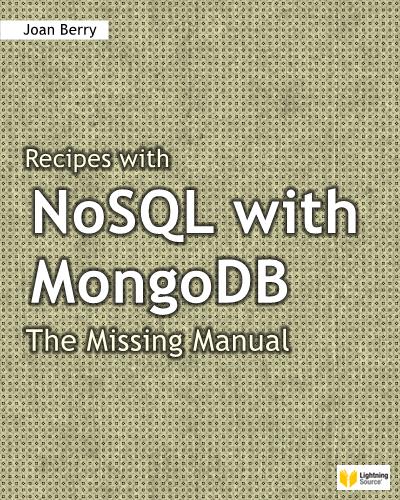 Joan Berry
Recipes with
NoSQL with
MongoDB
The Missing Manual
Lightning
Source®